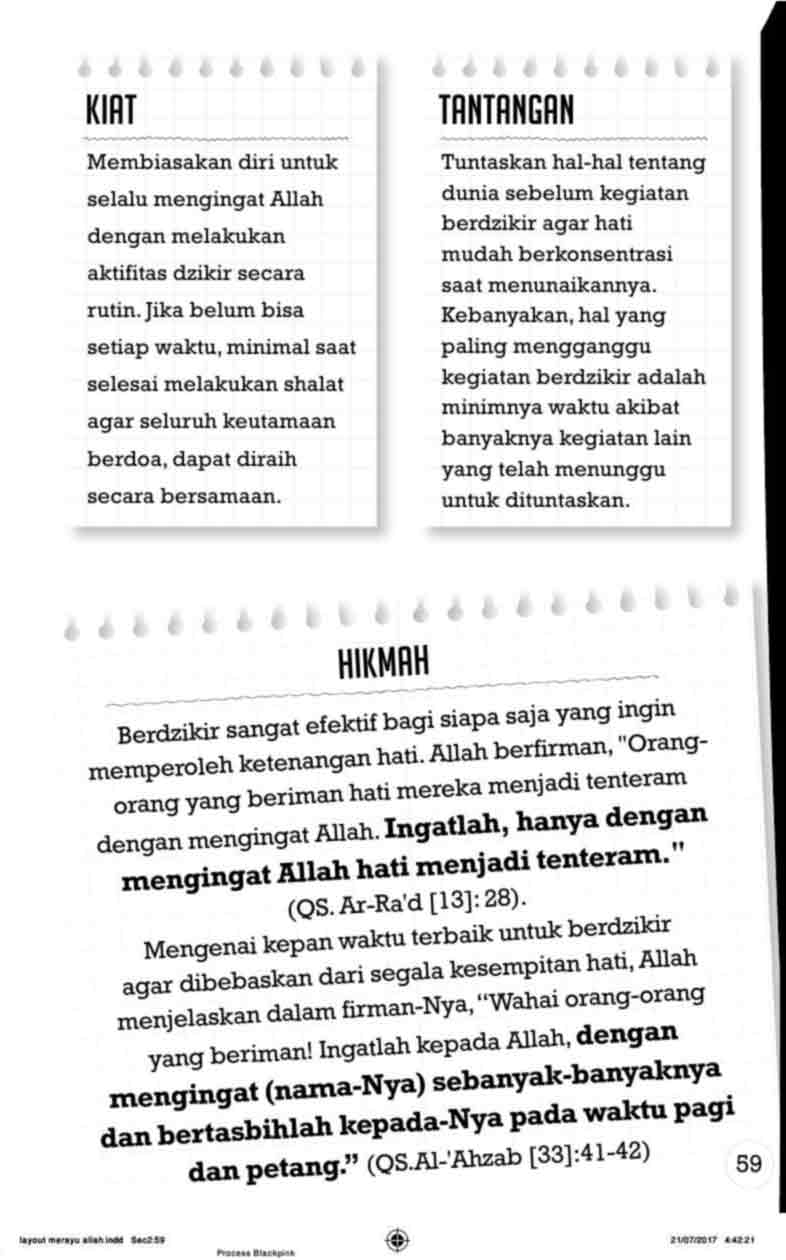 KIAT
Membiasakan diri untuk
selalu mengingat Allah
dengan melakukan
aktifitas dzikir secara
rutin. Jika belum bisa
setiap waktu, minimal saat
selesai melakukan shalat
agar seluruh keutamaan
berdoa, dapat diraih
secara bersamaan.
TANTANGAN
Tuntaskan hal-hal tentang
dunia sebelum kegiatan
berdzikir agar hati
mudah berkonsentrasi
saat menunaikannya.
Kebanyakan, hal yang
paling mengganggu
kegiatan berdzikir adalah
minimnya waktu akibat
banyaknya kegiatan lain
yang telah menunggu
untuk dituntaskan.
HIKMAH
Berdzikir sangat efektif bagi siapa saja yang ingin
memperoleh ketenangan hati. Allah berfirman, "Orang-
orang yang beriman hati mereka menjadi tenteram
dengan mengingat Allah. Ingatlah, hanya dengan
mengingat Allah hati menjadi tenteram."
(QS. Ar-Ra'd [13]: 28).
Mengenai kepan waktu terbaik untuk berdzikir
agar dibebaskan dari segala kesempitan hati, Allah
menjelaskan dalam firman-Nya, “Wahai orang-orang
yang beriman! Ingatlah kepada Allah, dengan
mengingat (nama-Nya) sebanyak-banyaknya
dan bertasbihlah kepada-Nya pada waktu pagi
dan petang.” (QS.Al-'Ahzab [33]:41-42)
59
layout merayu allah.indd Sec2:59
21/07/2017 4:42:21
Process Blackpink